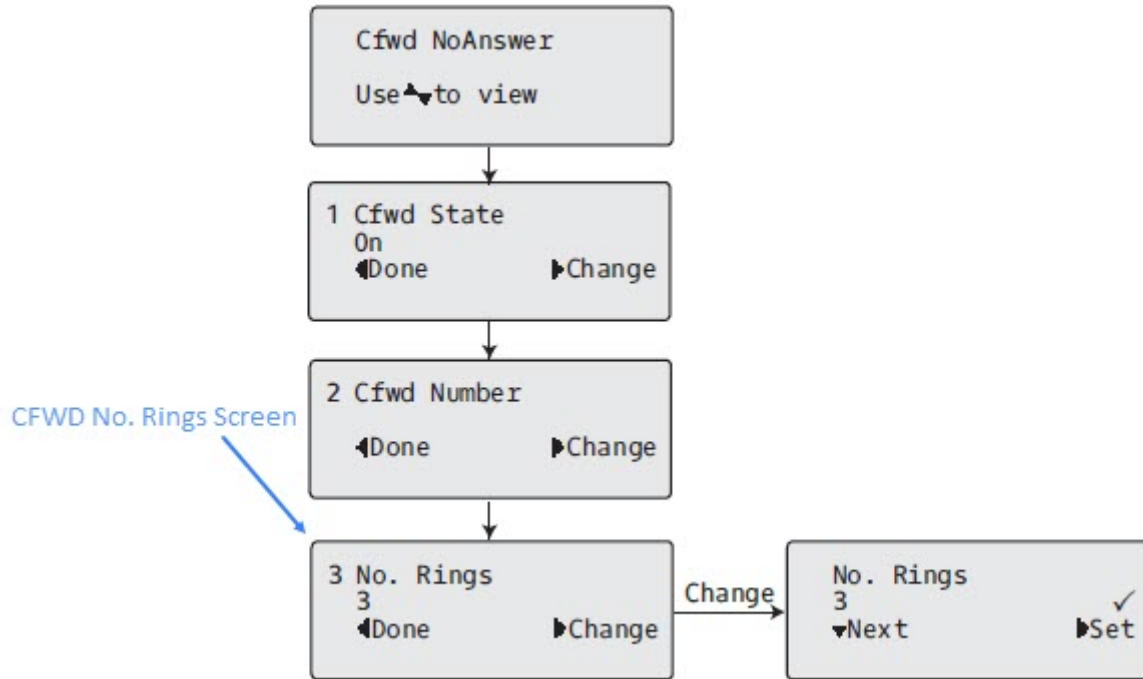 Cfwd NoAnswer
Use to view
1 Cfwd State
On
Done Change
2 Cfwd Number
Done Change
CFWD No. Rings Screen
3 No. Rings
3
Done Change
Change
No. Rings
3 ✓
Next Set